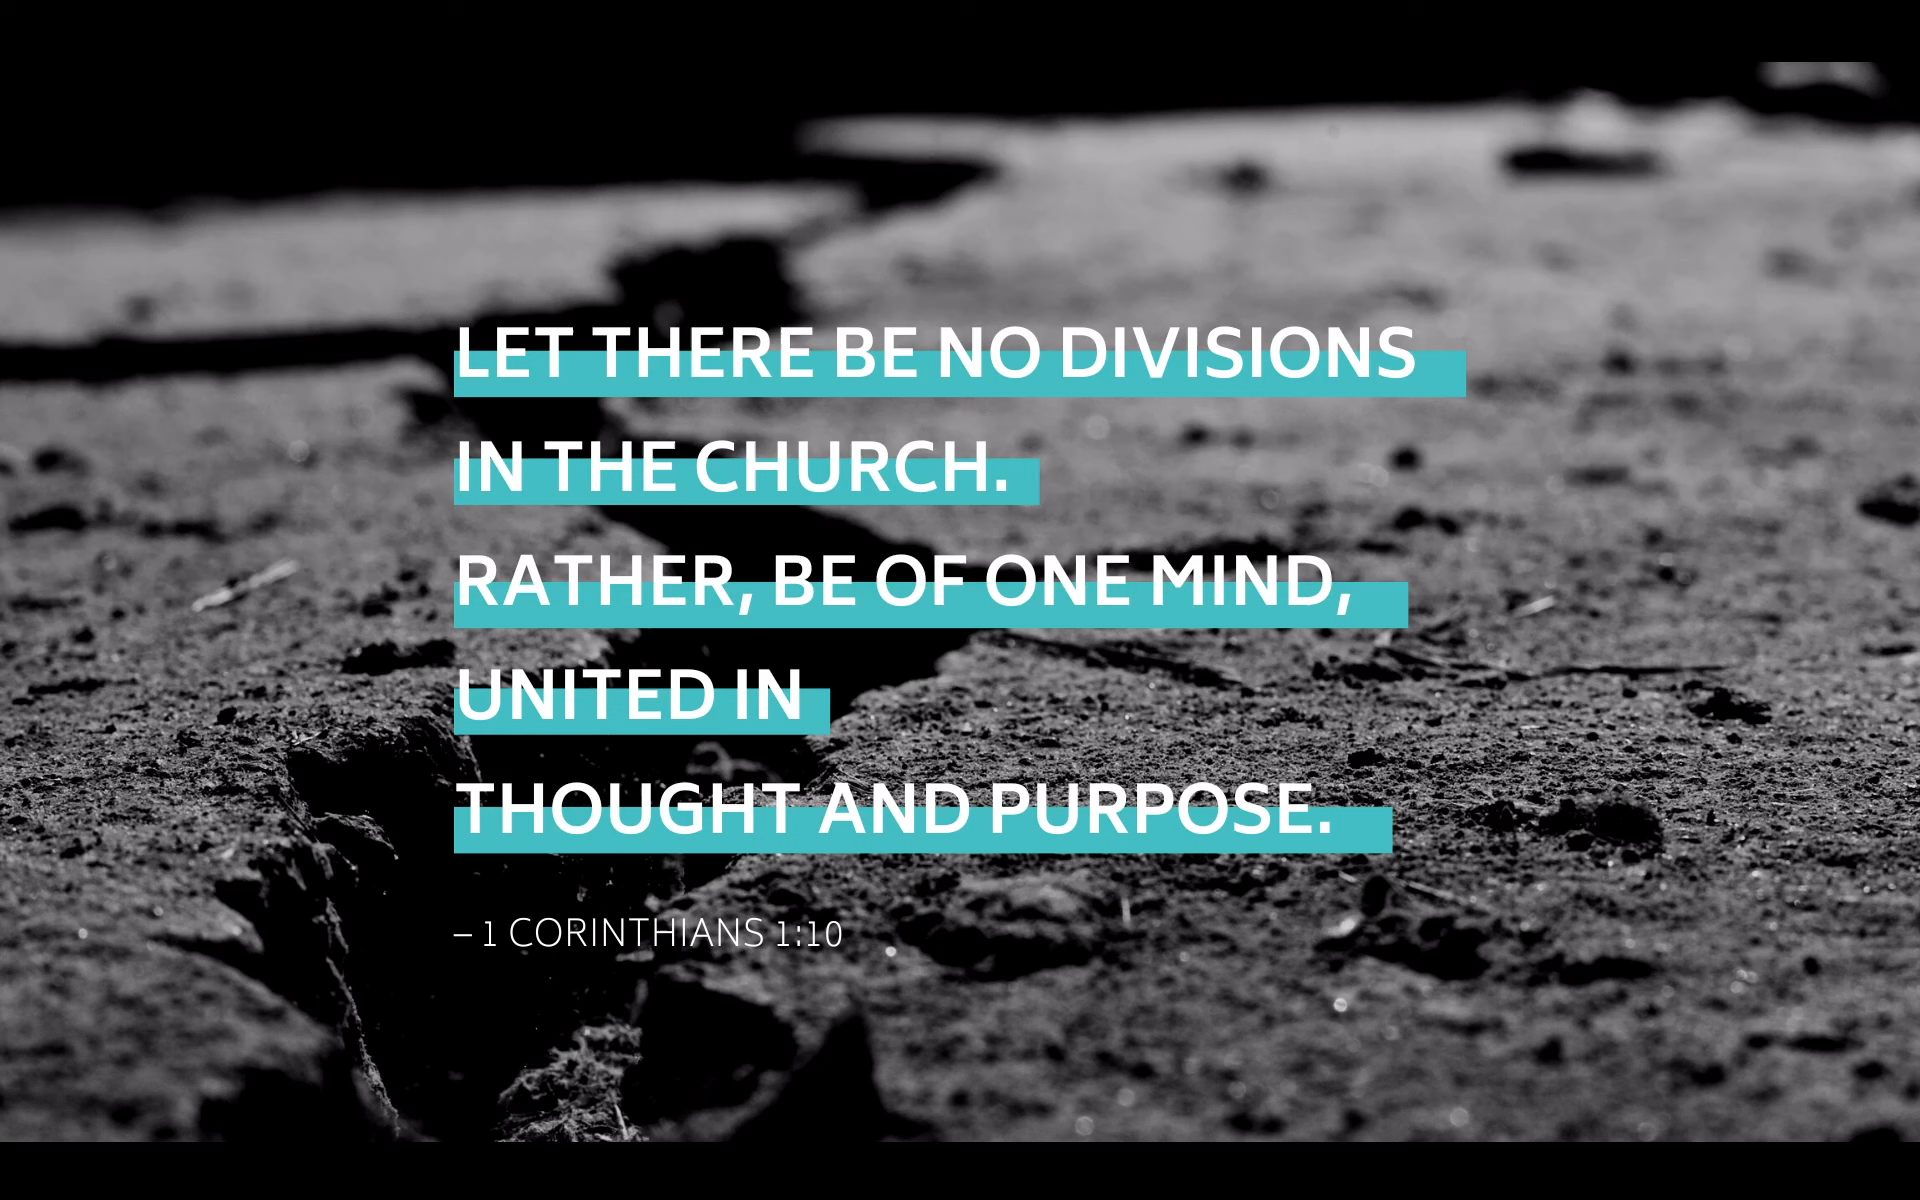 LET THERE BE NO DIVISIONS
IN THE CHURCH.
RATHER, BE OF ONE MIND,
UNITED IN
THOUGHT AND PURPOSE.
– 1 CORINTHIANS 1:10